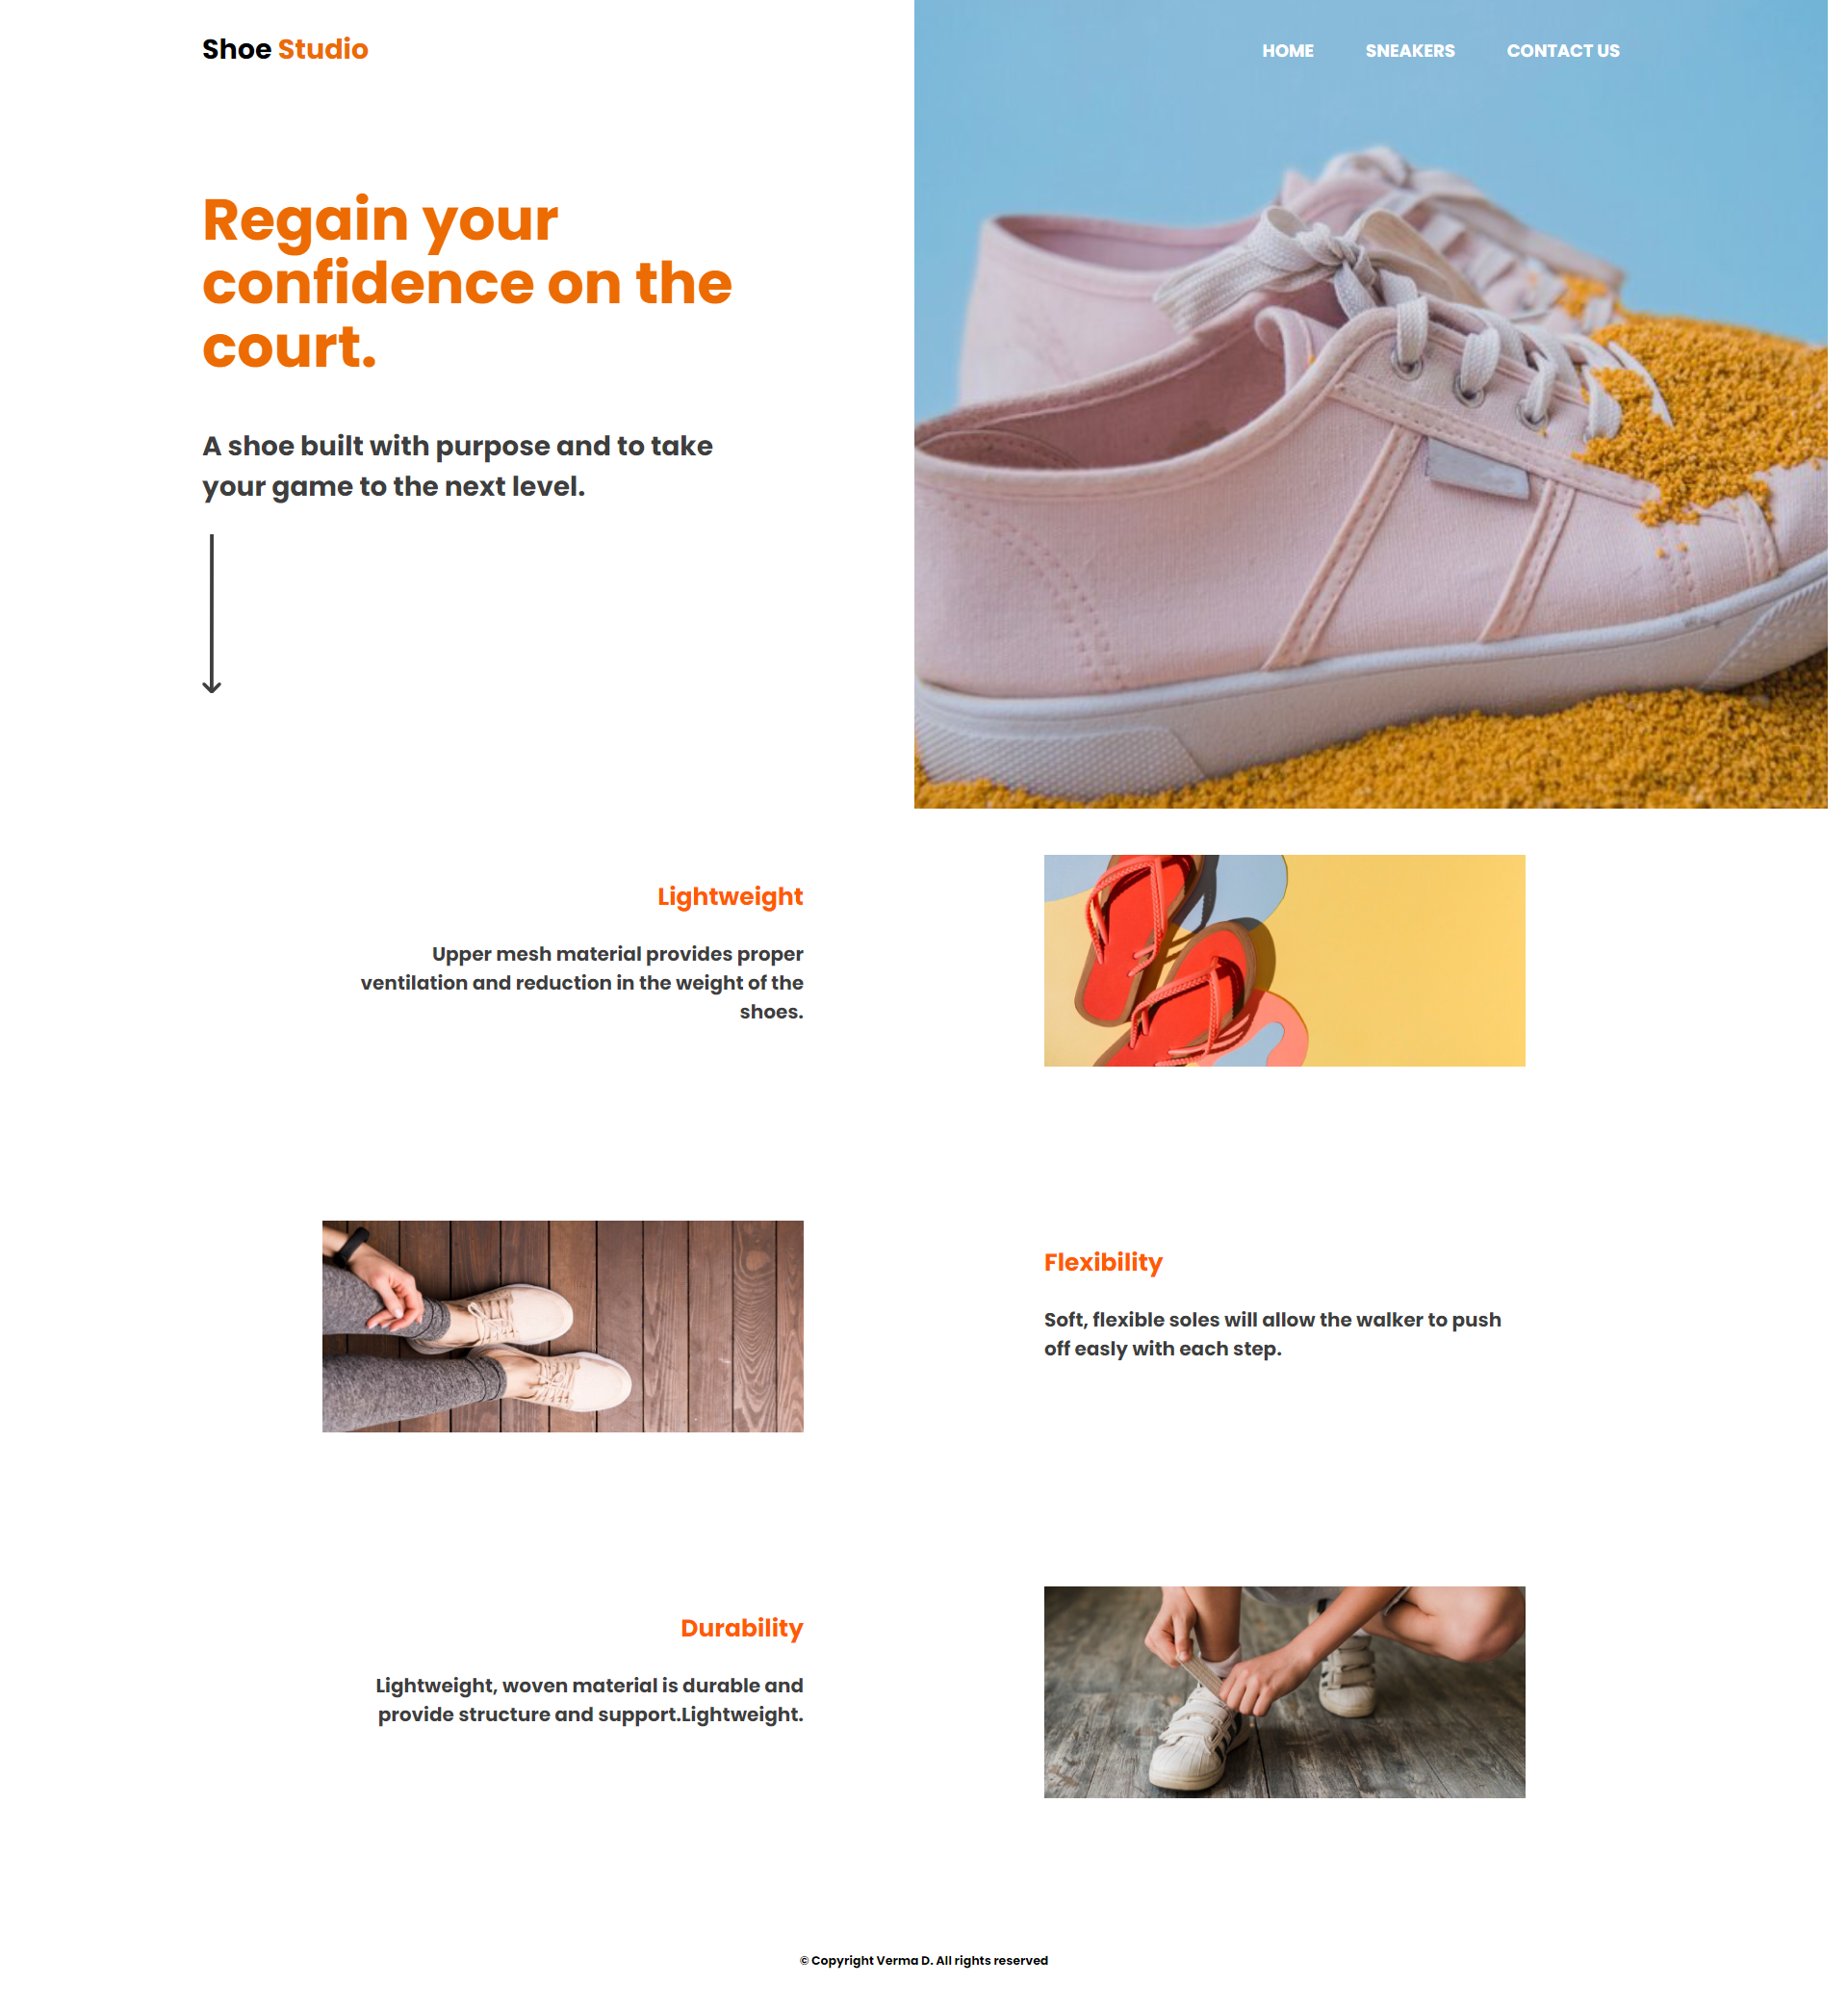 Shoe Studio
HOME SNEAKERS CONTACT US
Regain your
confidence on the
court.
A shoe built with purpose and to take
your game to the next level.
Lightweight
Upper mesh material provides proper
ventilation and reduction in the weight of the
shoes.
Flexibility
Soft, flexible soles will allow the walker to push
off easly with each step.
Durability
Lightweight, woven material is durable and
provide structure and support.Lightweight.
© Copyright Verma D. All rights reserved